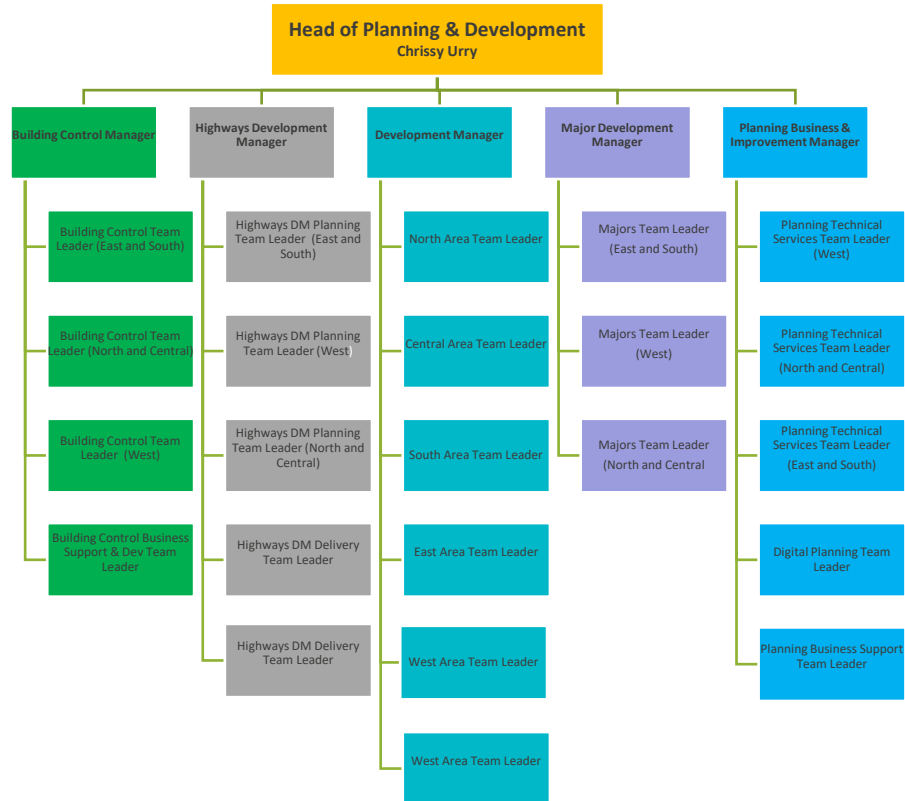 Head of Planning & Development
Chrissy Urry
Building Control Manager
Highways Development
Manager
Development Manager
Major Development
Manager
Planning Business &
Improvement Manager
Building Control Team
Leader (East and South)
Building Control Team
Leader (North and Central)
Building Control Team
Leader (West)
Building Control Business
Support & Dev Team
Leader
Highways DM Planning
Team Leader (East and
South)
Highways DM Planning
Team Leader (West)
Highways DM Planning
Team Leader (North and
Central)
Highways DM Delivery
Team Leader
Highways DM Delivery
Team Leader
North Area Team Leader
Central Area Team Leader
South Area Team Leader
East Area Team Leader
West Area Team Leader
West Area Team Leader
Majors Team Leader
(East and South)
Majors Team Leader
(West)
Majors Team Leader
(North and Central
Planning Technical
Services Team Leader
(West)
Planning Technical
Services Team Leader
(North and Central)
Planning Technical
Services Team Leader
(East and South)
Digital Planning Team
Leader
Planning Business Support
Team Leader